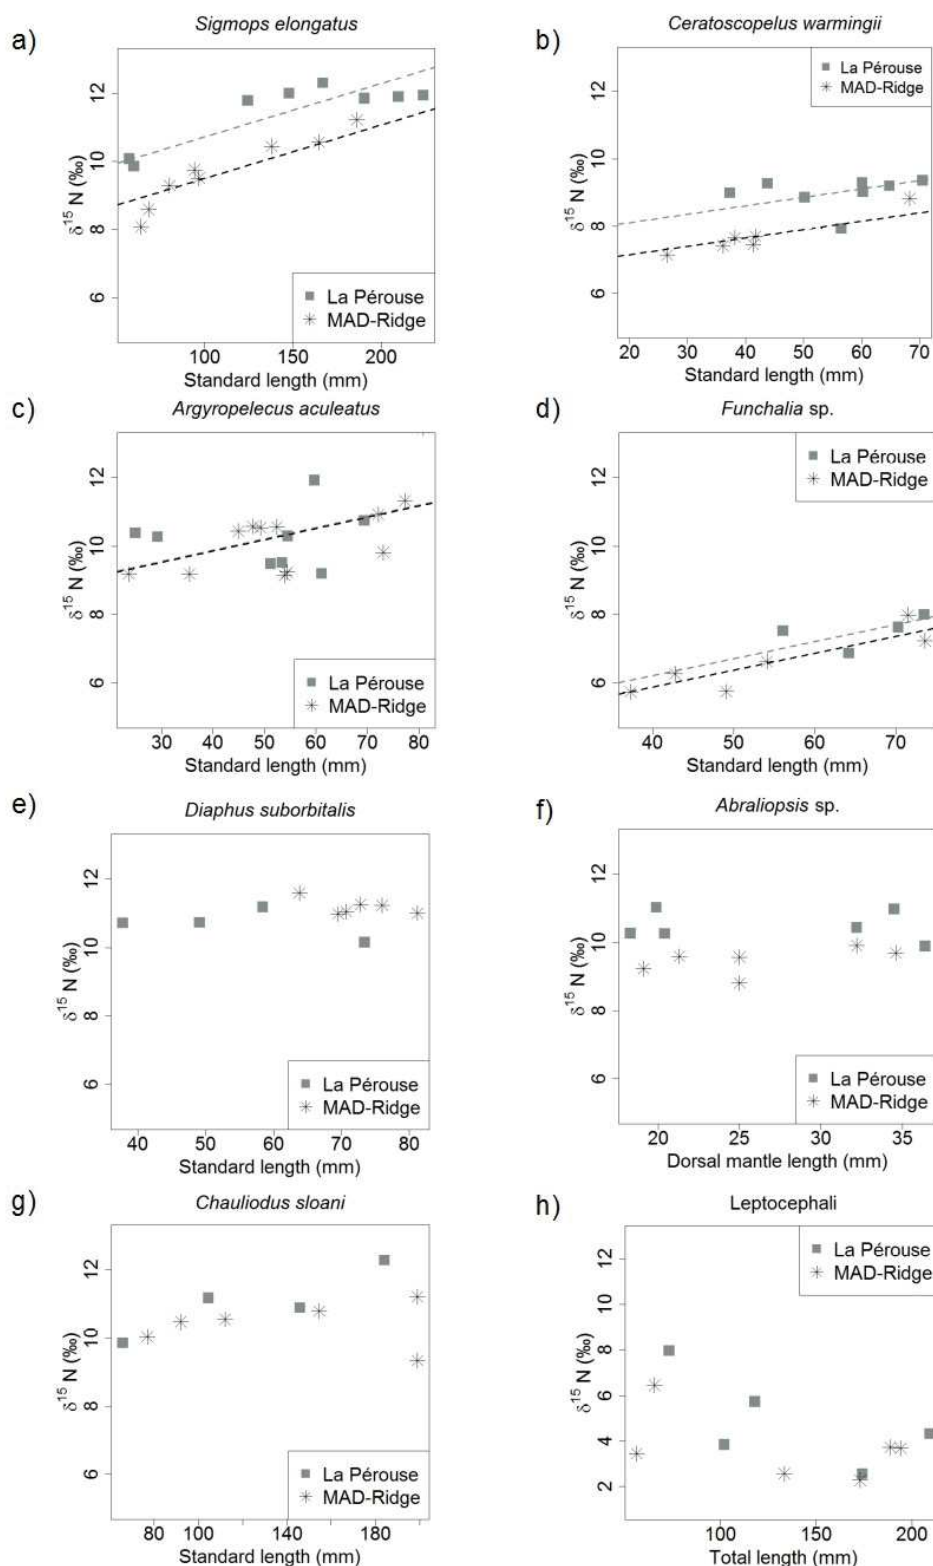 a)
Sigmops elongatus
12
10
8
6
δ15 N (‰)
La Pérouse
MAD-Ridge
100
150
200
Standard length (mm)
b)
Ceratoscopelus warmingii
12
10
8
6
δ15 N (‰)
La Pérouse
MAD-Ridge
20
30
40
50
60
70
Standard length (mm)
c)
Argyropelecus aculeatus
12
10
8
6
δ15 N (‰)
La Pérouse
MAD-Ridge
30
40
50
60
70
80
Standard length (mm)
d)
Funchalia sp.
12
10
8
6
δ15 N (‰)
La Pérouse
MAD-Ridge
40
50
60
70
Standard length (mm)
e)
Diaphus suborbitalis
12
10
8
6
δ15 N (‰)
La Pérouse
MAD-Ridge
40
50
60
70
80
Standard length (mm)
f)
Abraliopsis sp.
12
10
8
6
δ15 N (‰)
La Pérouse
MAD-Ridge
20
25
30
35
Dorsal mantle length (mm)
g)
Chauliodus sloani
12
10
8
6
δ15 N (‰)
La Pérouse
MAD-Ridge
80
100
140
180
Standard length (mm)
h)
Leptocephali
12
10
8
6
4
2
δ15 N (‰)
La Pérouse
MAD-Ridge
100
150
200
Total length (mm)